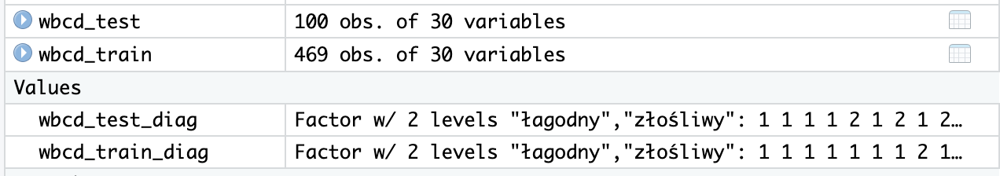 wbcd_test 100 obs. of 30 variables
wbcd_train 469 obs. of 30 variables
Values
wbcd_test_diag Factor w/ 2 levels "łagodny","złośliwy": 1 1 1 1 2 1 2 1 2…
wbcd_train_diag Factor w/ 2 levels "łagodny","złośliwy": 1 1 1 1 1 1 1 2 1…